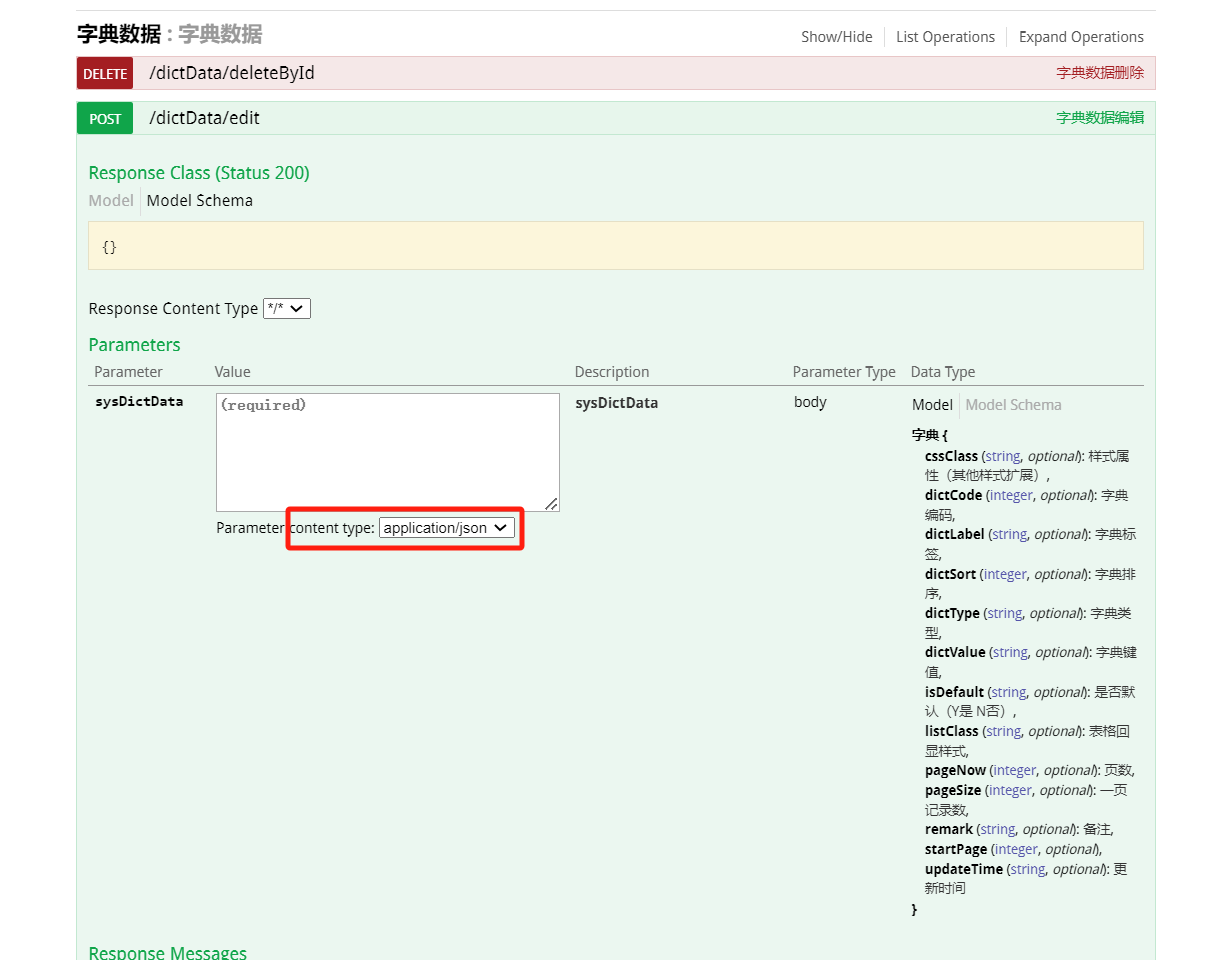 字典数据 : 字典数据
Show/Hide List Operations Expand Operations
DELETE /dictData/deleteById 字典数据删除
POST /dictData/edit 字典数据编辑
Response Class (Status 200)
Model Model Schema
{}
Response Content Type */*
Parameters
Parameter Value Description Parameter Type Data Type
sysDictData (required) sysDictData body Model Model Schema
字典 {
cssClass (string, optional): 样式属
性（其他样式扩展）,
dictCode (integer, optional): 字典
编码,
dictLabel (string, optional): 字典标
签,
dictSort (integer, optional): 字典排
序,
dictType (string, optional): 字典类
型,
dictValue (string, optional): 字典键
值,
isDefault (string, optional): 是否默
认（Y是 N否）,
listClass (string, optional): 表格回
显样式,
pageNow (integer, optional): 页数,
pageSize (integer, optional): 一页
记录数,
remark (string, optional): 备注,
startPage (integer, optional),
updateTime (string, optional): 更
新时间
}
Parameter content type: application/json
Response Messages